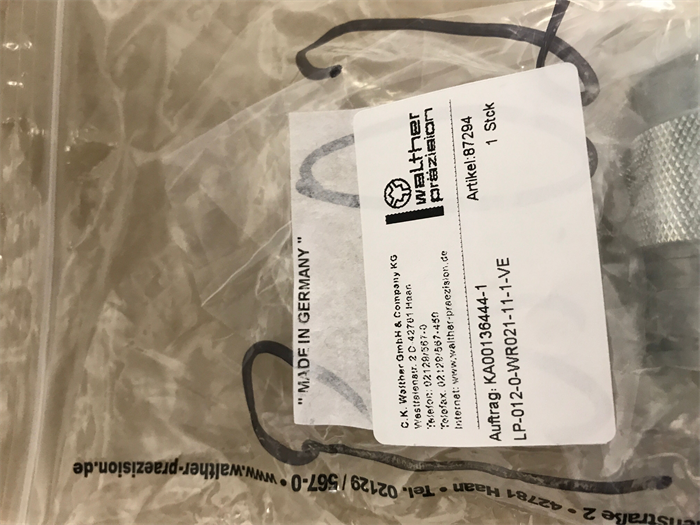 " MADE IN GERMANY "
walther
präzision
C.K. Walther GmbH & Company KG
Westfalenstr. 2 D 42781 Haan
Telefon: 02129/567-0
Telefax: 02129/567-450
Internet: www.walther-praezision.de
Artikel:87294
1 Stck
Auftrag: KA00136444-1
LP-012-0-WR021-11-1-VE
nstraße 2 • 42781 Haan • Tel. 02129 / 567-0 • www.walther-praezision.de